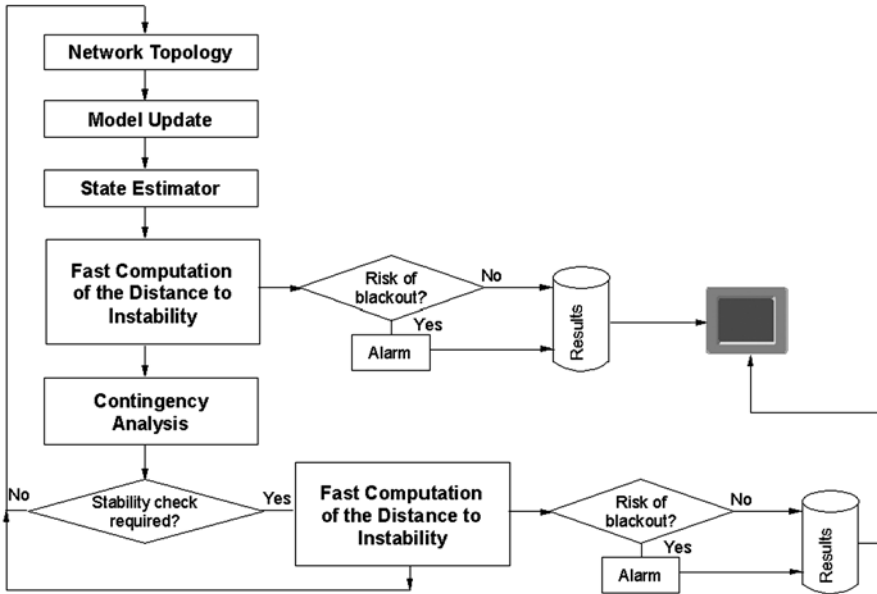 Network Topology
Model Update
State Estimator
Fast Computation
of the Distance to
Instability
Risk of
blackout?
No
Yes
Alarm
Results
Contingency
Analysis
Stability check
required?
No
Yes
Fast Computation
of the Distance to
Instability
Risk of
blackout?
No
Yes
Alarm
Results